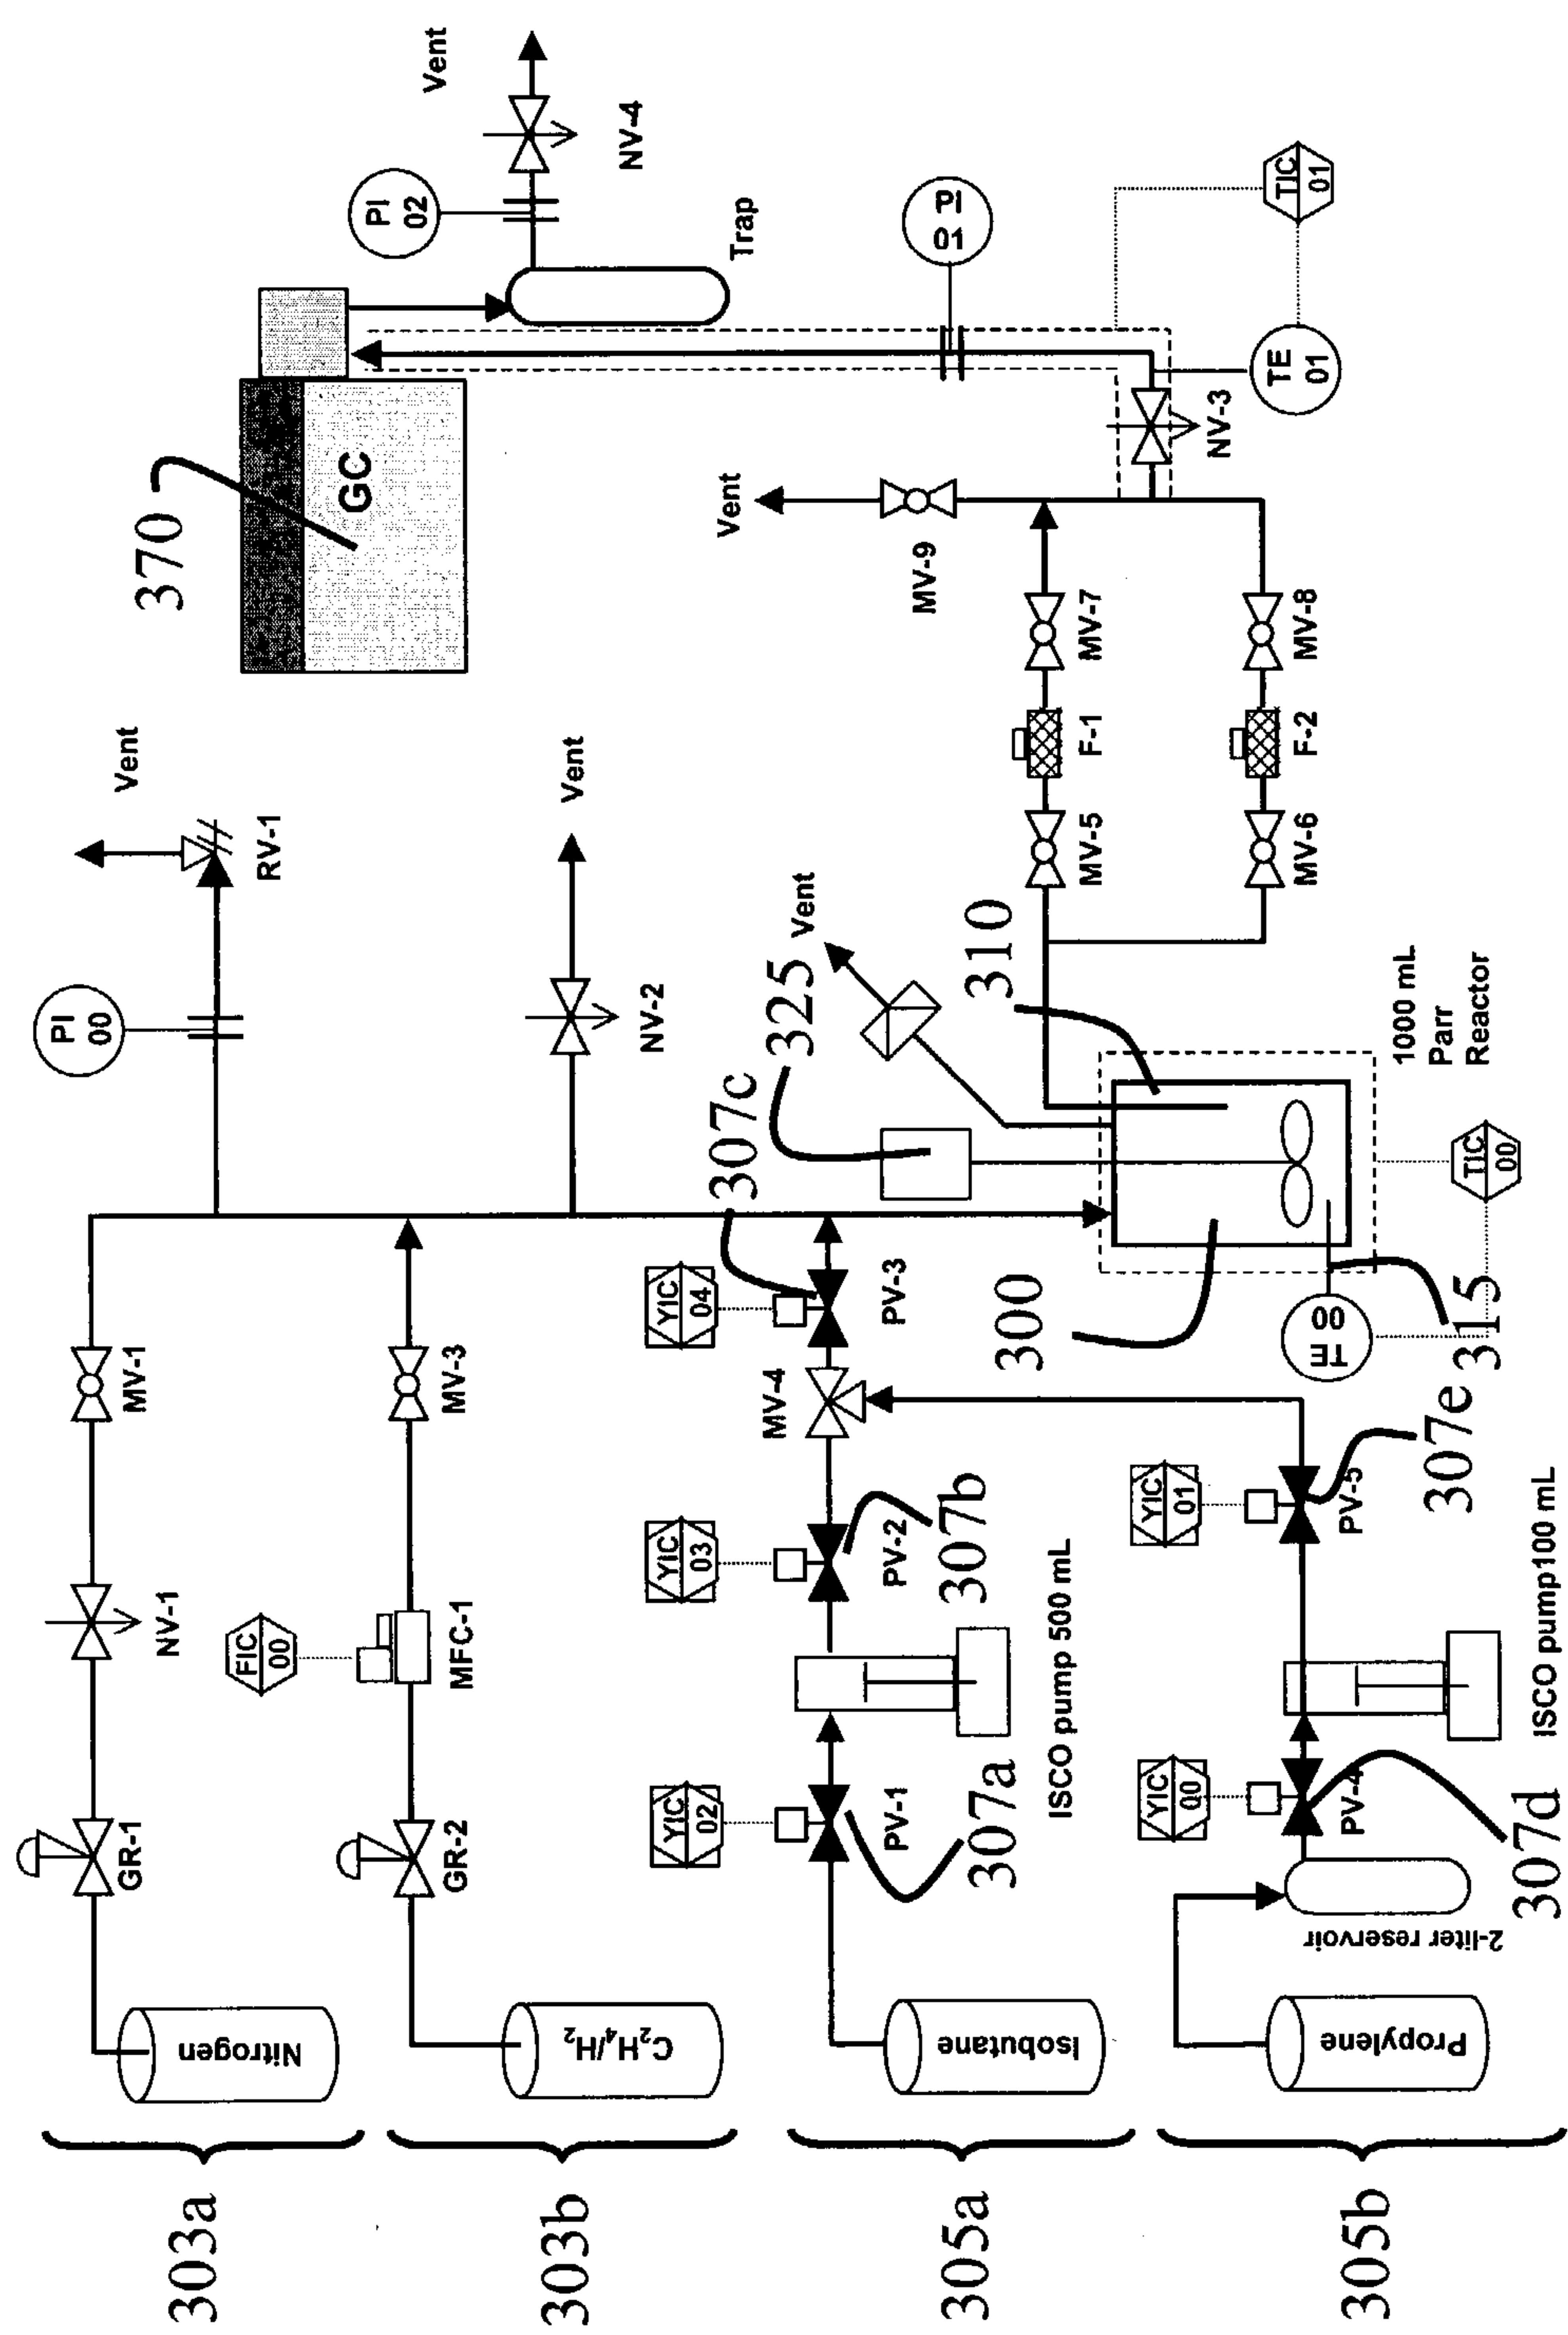 303a
Nitrogen
GR-1
NV-1
MV-1
PI
00
RV-1
Vent
303b
C₂H₄/H₂
GR-2
FIC
00
MFC-1
MV-3
NV-2
Vent
370
GC
PI
02
Vent
NV-4
Trap
305a
Isobutane
YIC
02
PV-1
307a
ISCO pump 500 mL
YIC
03
PV-2
307b
MV-4
YIC
04
PV-3
307c
325
Vent
300
310
1000 mL
Parr
Reactor
TE
00
TIC
00
315
MV-5
F-1
MV-7
MV-9
Vent
MV-6
F-2
MV-8
NV-3
PI
01
TE
01
TIC
01
305b
Propylene
2-liter reservoir
YIC
00
PV-4
307d
ISCO pump100 mL
YIC
01
PV-5
307e